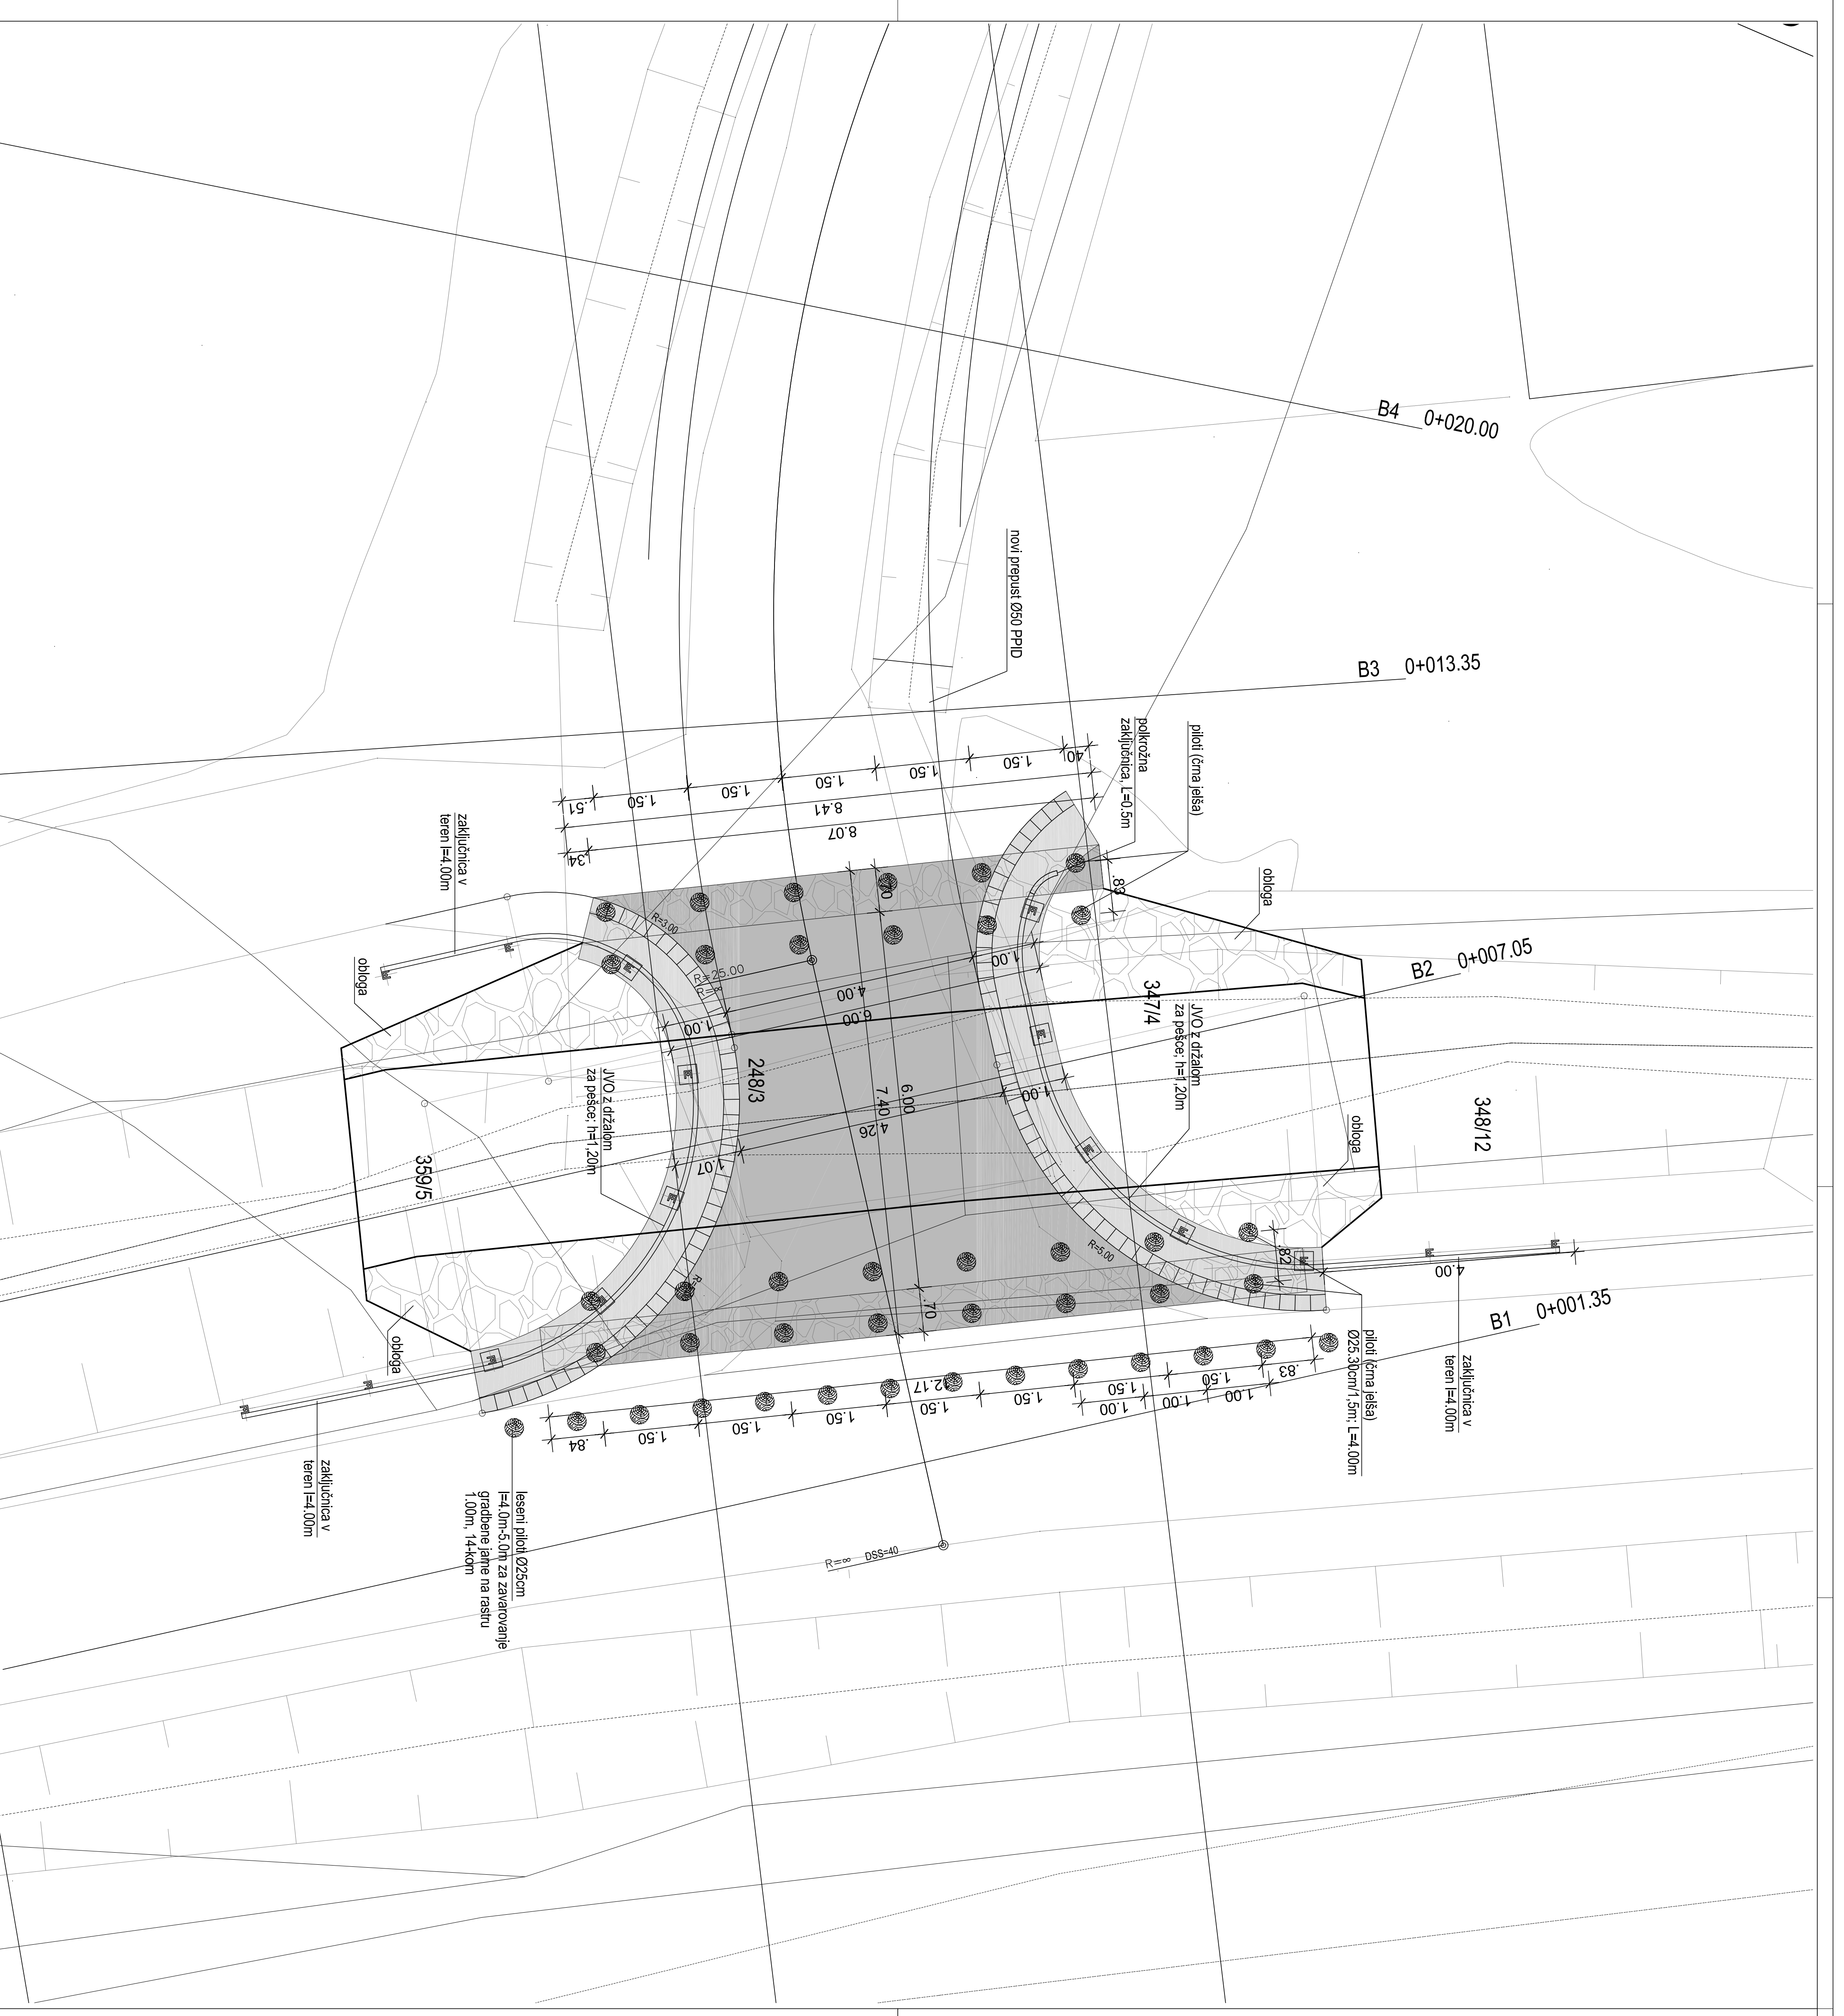 B4 0+020.00
novi prepust Ø50 PPID
B3 0+013.35
polkrožna
zaključnica, L=0.5m
piloti (črna jelša)
.51
1.50
1.50
1.50
1.50
1.50
.40
8.41
8.07
.34
zaključnica v
teren l=4.00m
obloga
.83
.70
R=3.00
B2 0+007.05
obloga
R=25.00
R=∞
1.00
4.00
6.00
1.00
347/4
JVO z držalom
za pešce; h=1,20m
248/3
JVO z držalom
za pešce; h=1,20m
6.00
7.40
4.26
1.00
1.07
348/12
obloga
359/5
R=5.00
.82
4.00
.70
B1 0+001.35
obloga
piloti (črna jelša)
Ø25.30cm/1,5m; L=4.00m
zaključnica v
teren l=4.00m
12.17
.84
1.50
1.50
1.50
1.50
1.50
1.50
1.50
.83
1.00
1.00
1.00
zaključnica v
teren l=4.00m
leseni piloti Ø25cm
l=4.0m-5.0m za zavarovanje
gradbene jame na rastru
1.00m, 14-kom
R=∞ DSS=40